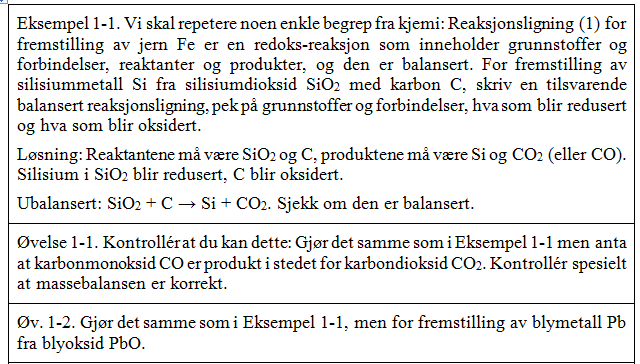 Eksempel 1-1. Vi skal repetere noen enkle begrep fra kjemi: Reaksjonsligning (1) for
fremstilling av jern Fe er en redoks-reaksjon som inneholder grunnstoffer og
forbindelser, reaktanter og produkter, og den er balansert. For fremstilling av
silisiummetall Si fra silisiumdioksid SiO₂ med karbon C, skriv en tilsvarende
balansert reaksjonsligning, pek på grunnstoffer og forbindelser, hva som blir redusert
og hva som blir oksidert.
Løsning: Reaktantene må være SiO₂ og C, produktene må være Si og CO₂ (eller CO).
Silisium i SiO₂ blir redusert, C blir oksidert.
Ubalansert: SiO₂ + C → Si + CO₂. Sjekk om den er balansert.
Øvelse 1-1. Kontrollér at du kan dette: Gjør det samme som i Eksempel 1-1 men anta
at karbonmonoksid CO er produkt i stedet for karbondioksid CO₂. Kontrollér spesielt
at massebalansen er korrekt.
Øv. 1-2. Gjør det samme som i Eksempel 1-1, men for fremstilling av blymetall Pb
fra blyoksid PbO.